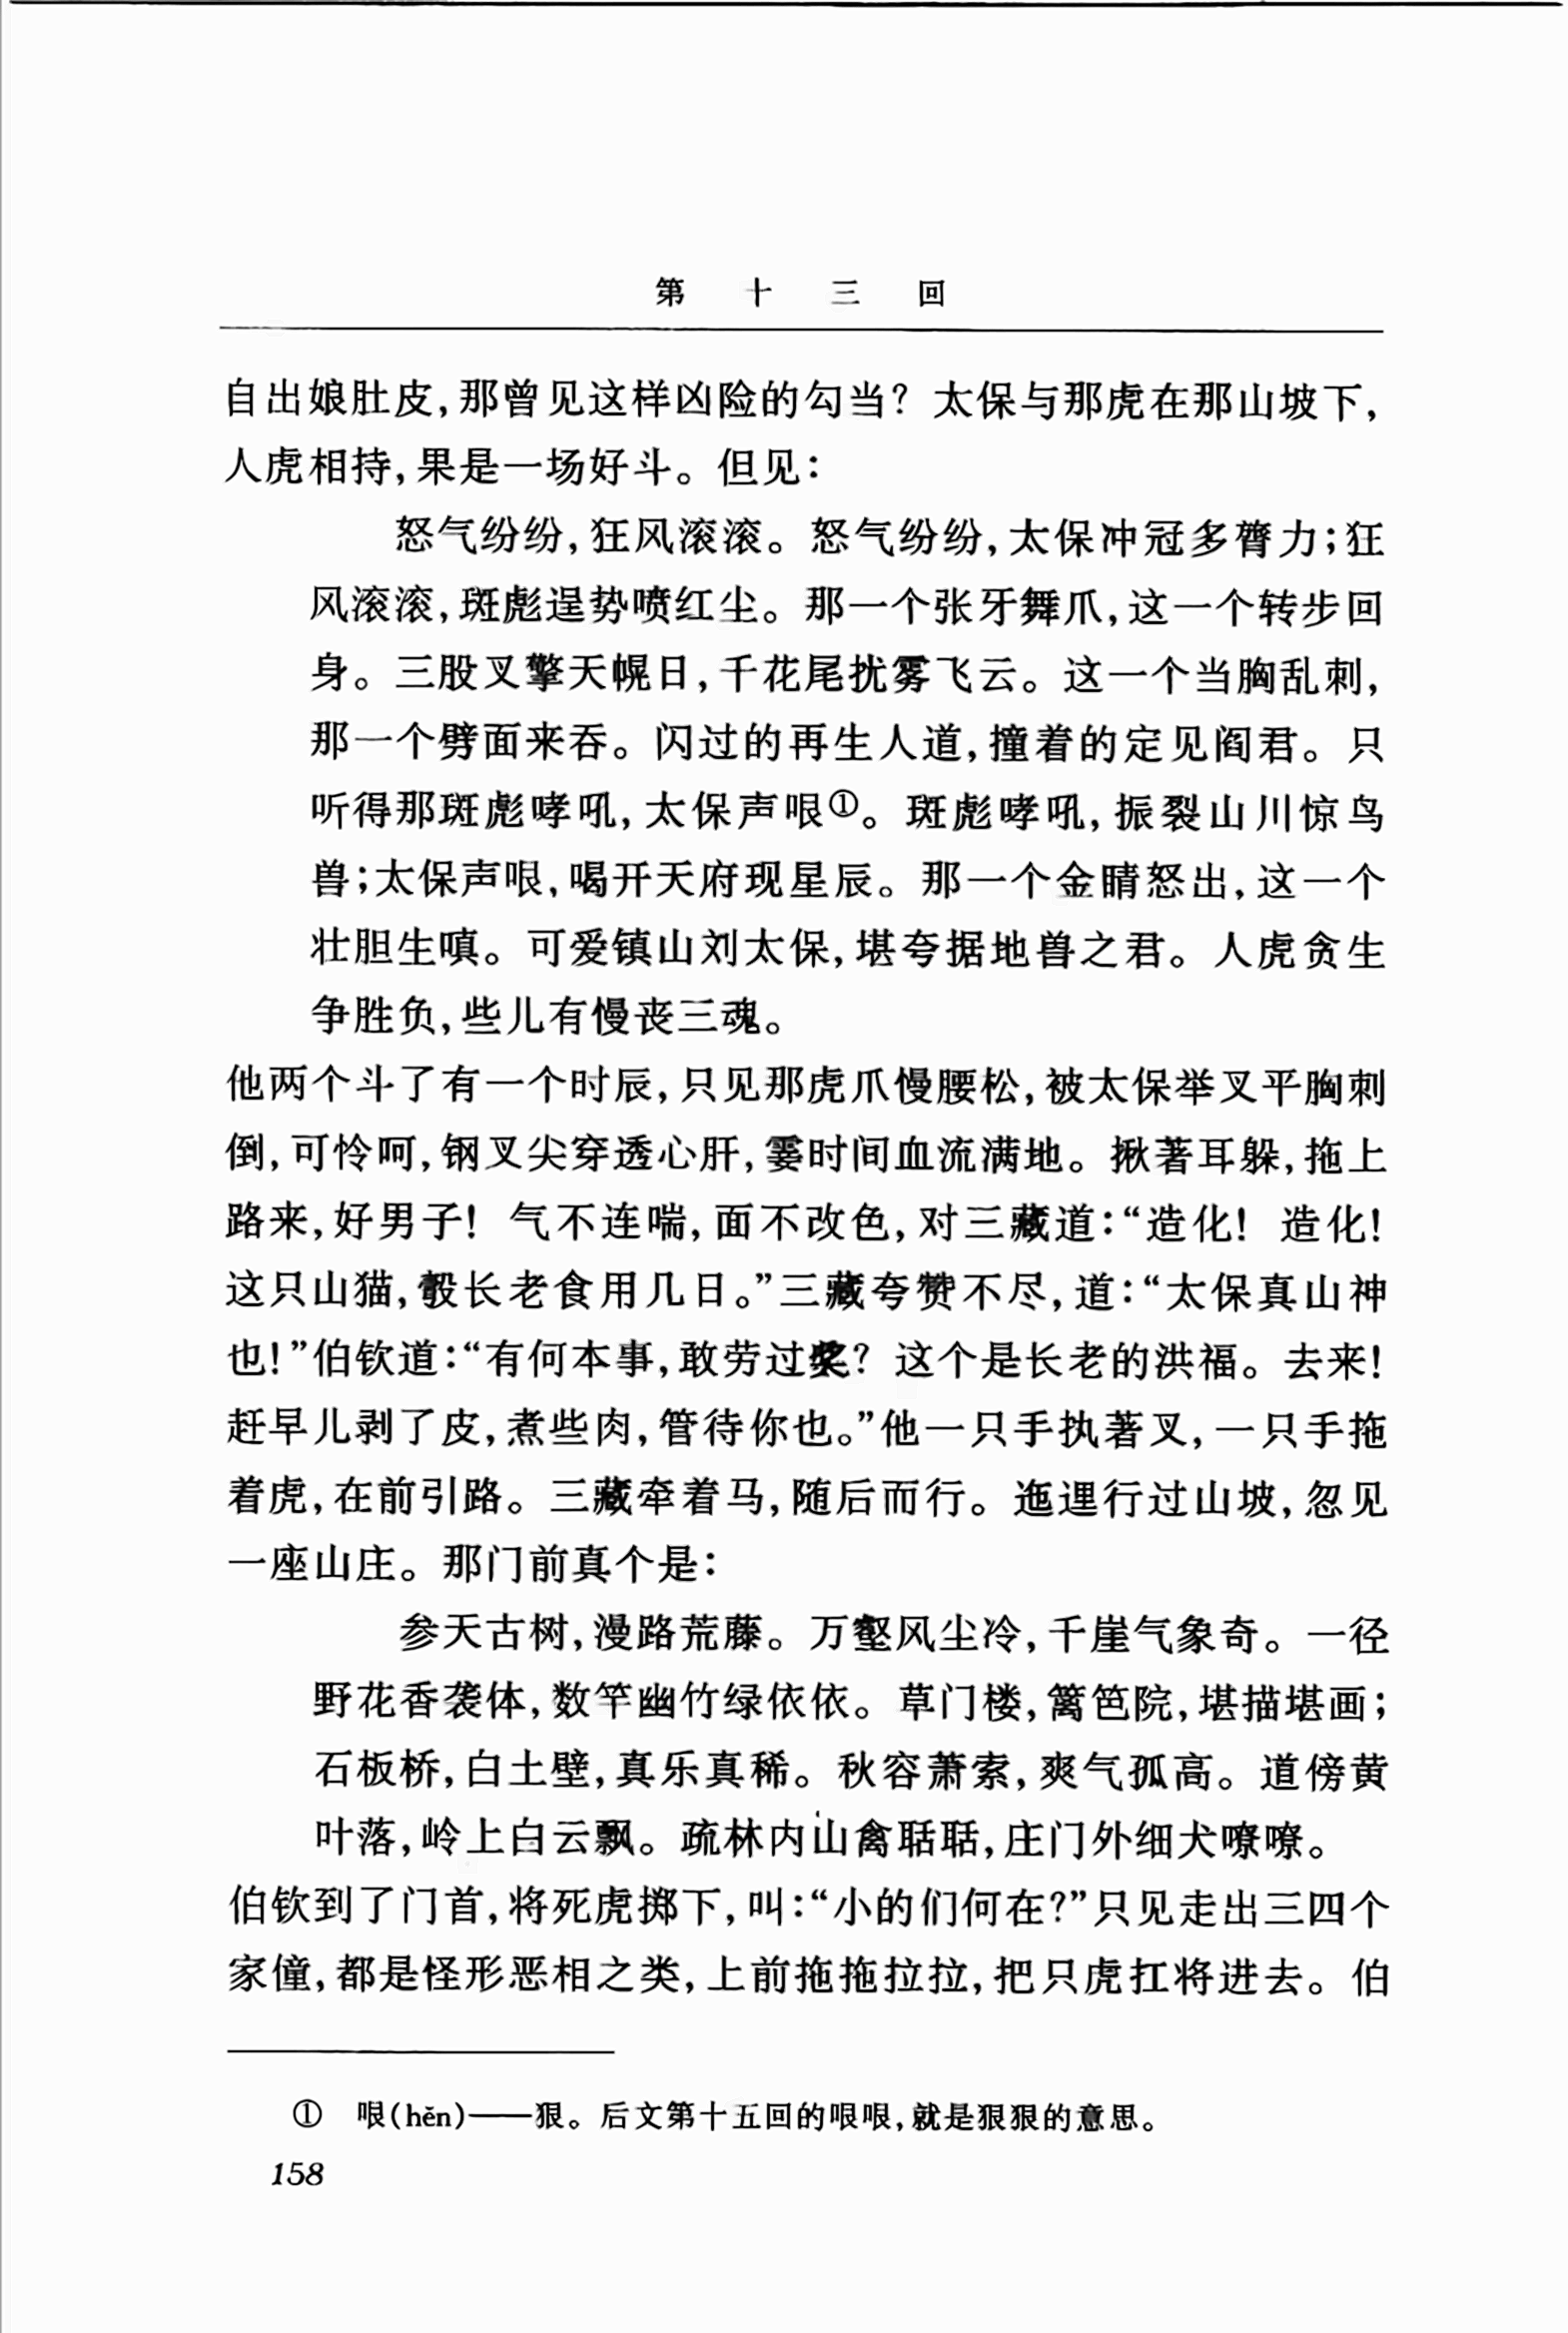 第十三回
自出娘肚皮,那曾见这样凶险的勾当? 太保与那虎在那山坡下,
人虎相持,果是一场好斗。但见:
怒气纷纷,狂风滚滚。怒气纷纷,太保冲冠多膂力;狂
风滚滚,斑彪逞势喷红尘。那一个张牙舞爪,这一个转步回
身。三股叉擎天幌日,千花尾扰雾飞云。这一个当胸乱刺,
那一个劈面来吞。闪过的再生人道,撞着的定见阎君。只
听得那斑彪哮吼,太保声哏①。斑彪哮吼,振裂山川惊鸟
兽;太保声哏,喝开天府现星辰。那一个金睛怒出,这一个
壮胆生嗔。可爱镇山刘太保,堪夸据地兽之君。人虎贪生
争胜负,些儿有慢丧三魂。
他两个斗了有一个时辰,只见那虎爪慢腰松,被太保举叉平胸刺
倒,可怜呵,钢叉尖穿透心肝,霎时间血流满地。揪著耳躲,拖上
路来,好男子! 气不连喘,面不改色,对三藏道:“造化! 造化!
这只山猫,彀长老食用几日。”三藏夸赞不尽,道:“太保真山神
也!”伯钦道:“有何本事,敢劳过奖? 这个是长老的洪福。去来!
赶早儿剥了皮,煮些肉,管待你也。”他一只手执著叉,一只手拖
着虎,在前引路。三藏牵着马,随后而行。迤逦行过山坡,忽见
一座山庄。那门前真个是:
参天古树,漫路荒藤。万壑风尘冷,千崖气象奇。一径
野花香袭体,数竿幽竹绿依依。草门楼,篱笆院,堪描堪画;
石板桥,白土壁,真乐真稀。秋容萧索,爽气孤高。道傍黄
叶落,岭上白云飘。疏林内山禽聒聒,庄门外细犬嘹嘹。
伯钦到了门首,将死虎掷下,叫:“小的们何在?”只见走出三四个
家僮,都是怪形恶相之类,上前拖拖拉拉,把只虎扛将进去。伯
① 哏(hěn)——狠。后文第十五回的哏哏,就是狠狠的意思。
158